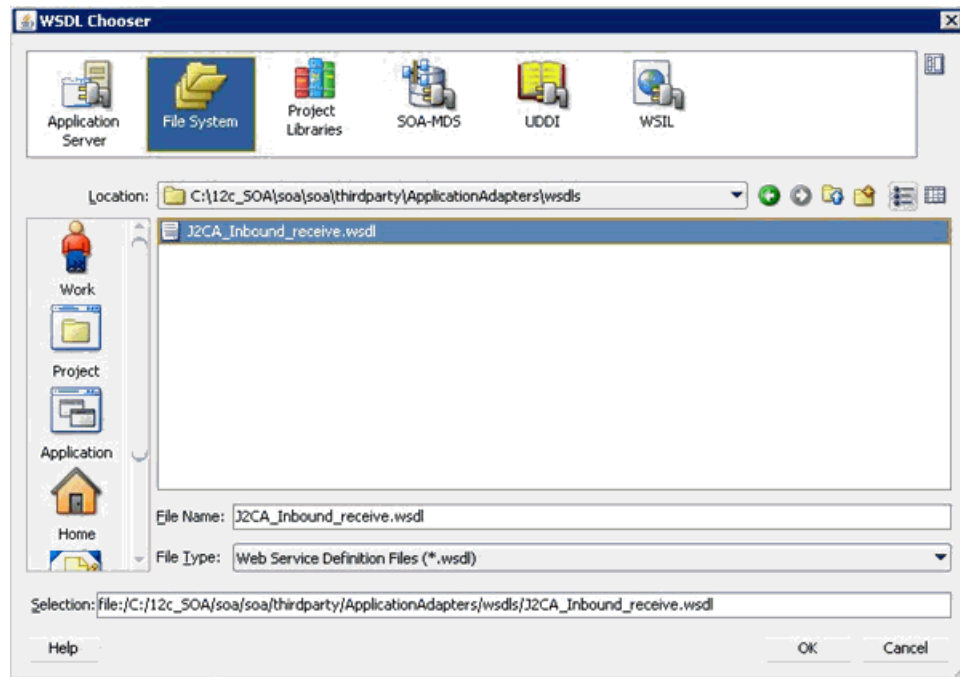 WSDL Chooser
Application
Server
File System
Project
Libraries
SOA-MDS
UDDI
WSIL
Location: C:\12c_SOA\soa\soa\thirdparty\ApplicationAdapters\wsdls
J2CA_Inbound_receive.wsdl
Work
Project
Application
Home
File Name: J2CA_Inbound_receive.wsdl
File Type: Web Service Definition Files (*.wsdl)
Selection: file:/C:/12c_SOA/soa/soa/thirdparty/ApplicationAdapters/wsdls/J2CA_Inbound_receive.wsdl
Help OK Cancel